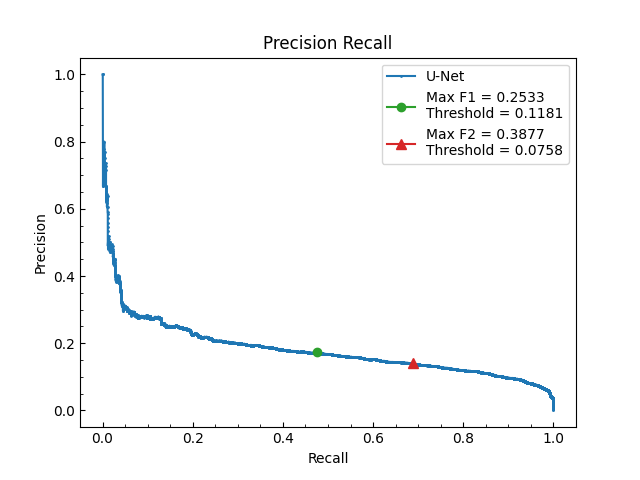 Precision Recall
U-Net
Max F1 = 0.2533
Threshold = 0.1181
Max F2 = 0.3877
Threshold = 0.0758
Precision
1.0
0.8
0.6
0.4
0.2
0.0
0.0 0.2 0.4 0.6 0.8 1.0
Recall